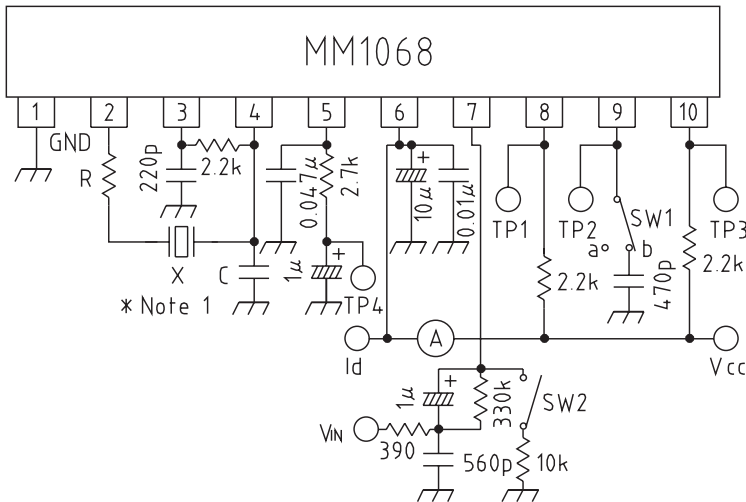 MM1068
1 2 3 4 5 6 7 8 9 10
GND
220p
2.2k
R
0.047μ
2.7k
10μ
+
0.01μ
TP1
TP2
SW1
a b
TP3
2.2k
X
C
1μ
+
TP4
2.2k
470p
* Note 1
Id
A
Vcc
1μ
+
330k
SW2
VIN
390
560p
10k